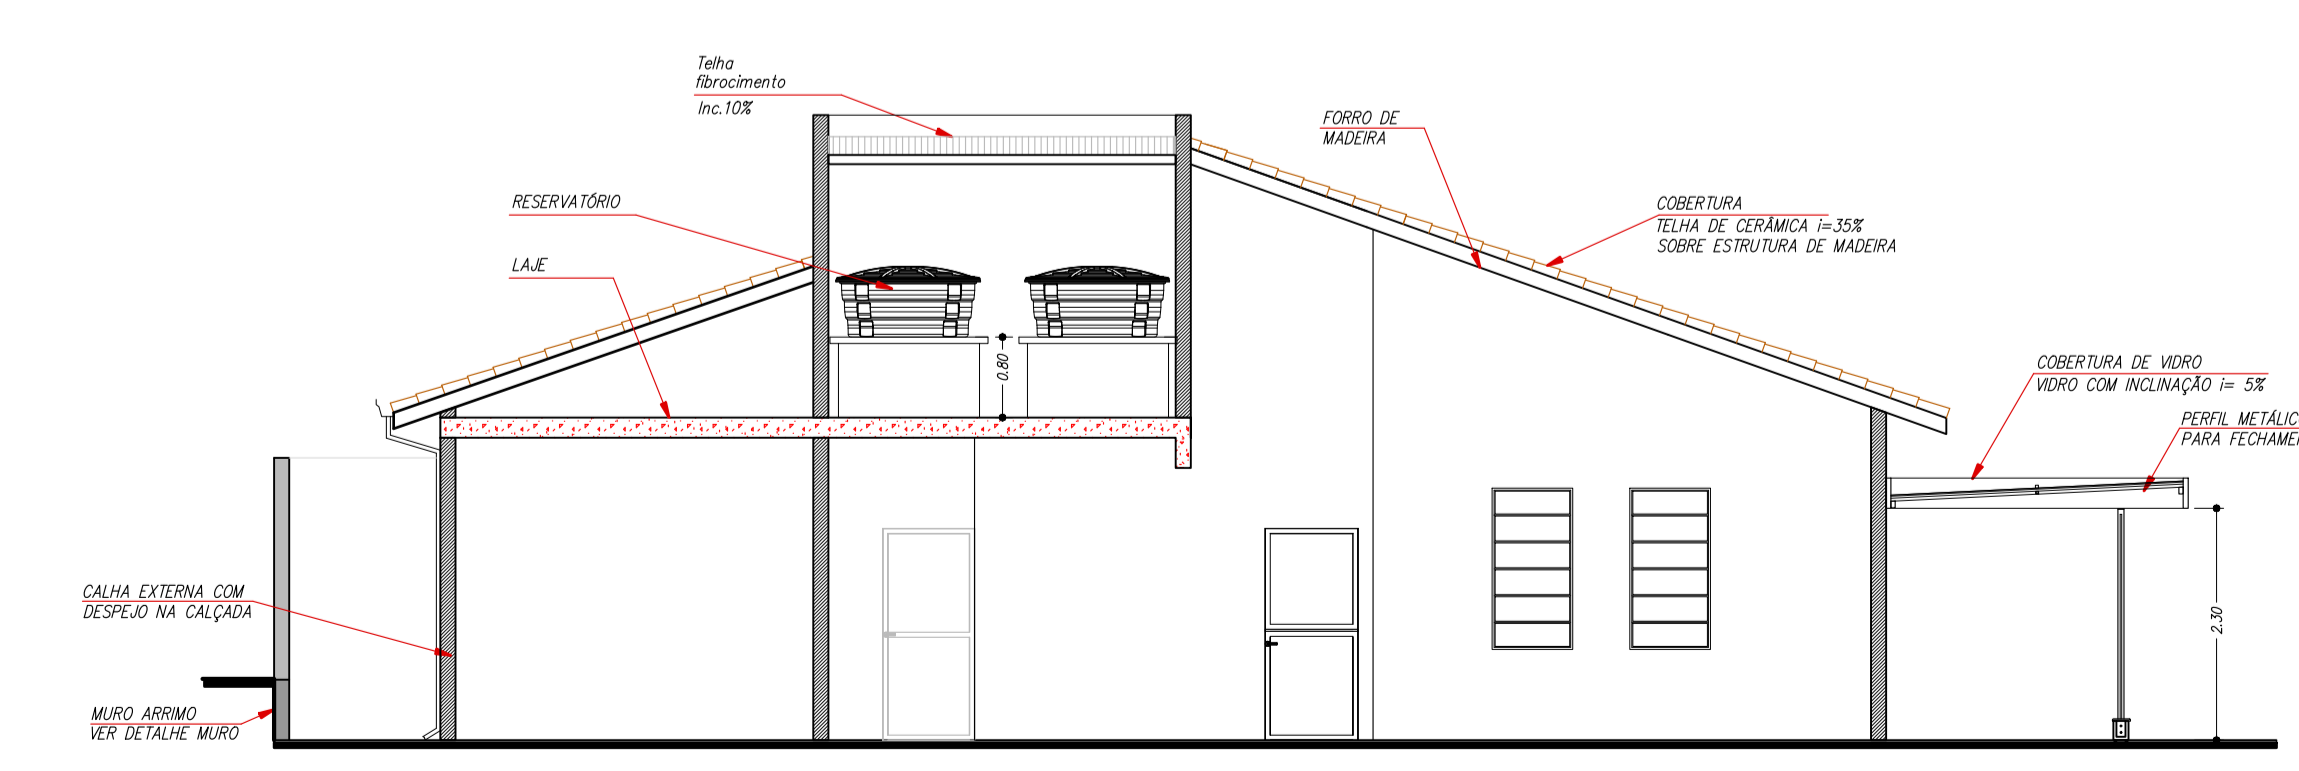 Telha
fibrocimento
Inc.10%
FORRO DE
MADEIRA
RESERVATÓRIO
COBERTURA
TELHA DE CERÂMICA i=35%
SOBRE ESTRUTURA DE MADEIRA
LAJE
0.80
COBERTURA DE VIDRO
VIDRO COM INCLINAÇÃO i= 5%
PERFIL METÁLIC
PARA FECHAME
CALHA EXTERNA COM
DESPEJO NA CALÇADA
2.30
MURO ARRIMO
VER DETALHE MURO